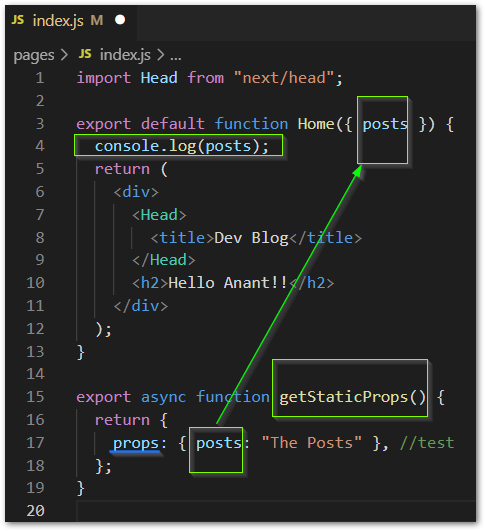 JS index.js M
pages > JS index.js > ...
1 import Head from "next/head";
2
3 export default function Home({ posts }) {
4 console.log(posts);
5 return (
6 <div>
7 <Head>
8 <title>Dev Blog</title>
9 </Head>
10 <h2>Hello Anant!!</h2>
11 </div>
12 );
13 }
14
15 export async function getStaticProps() {
16 return {
17 props: { posts: "The Posts" }, //test
18 };
19 }
20